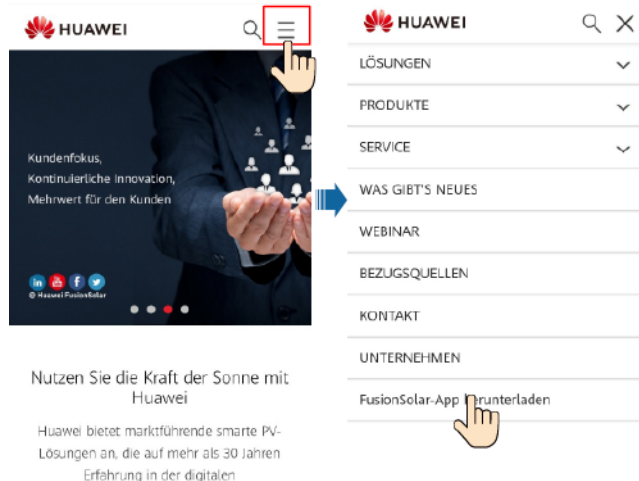 HUAWEI
Kundenfokus,
Kontinuierliche Innovation,
Mehrwert für den Kunden
in f
© Huawei FusionSolar
Nutzen Sie die Kraft der Sonne mit
Huawei
Huawei bietet marktführende smarte PV-
Lösungen an, die auf mehr als 30 Jahren
Erfahrung in der digitalen
HUAWEI
LÖSUNGEN
PRODUKTE
SERVICE
WAS GIBT'S NEUES
WEBINAR
BEZUGSQUELLEN
KONTAKT
UNTERNEHMEN
FusionSolar-App herunterladen